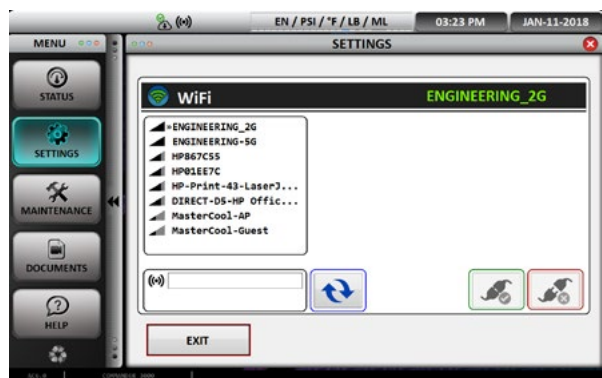 EN / PSI / °F / LB / ML
03:23 PM
JAN-11-2018
MENU
SETTINGS
STATUS
SETTINGS
MAINTENANCE
DOCUMENTS
HELP
WiFi
ENGINEERING_2G
»ENGINEERING_2G
ENGINEERING-5G
HP867C55
HP01EE7C
HP-Print-43-LaserJ...
DIRECT-D5-HP Offic...
MasterCool-AP
MasterCool-Guest
EXIT